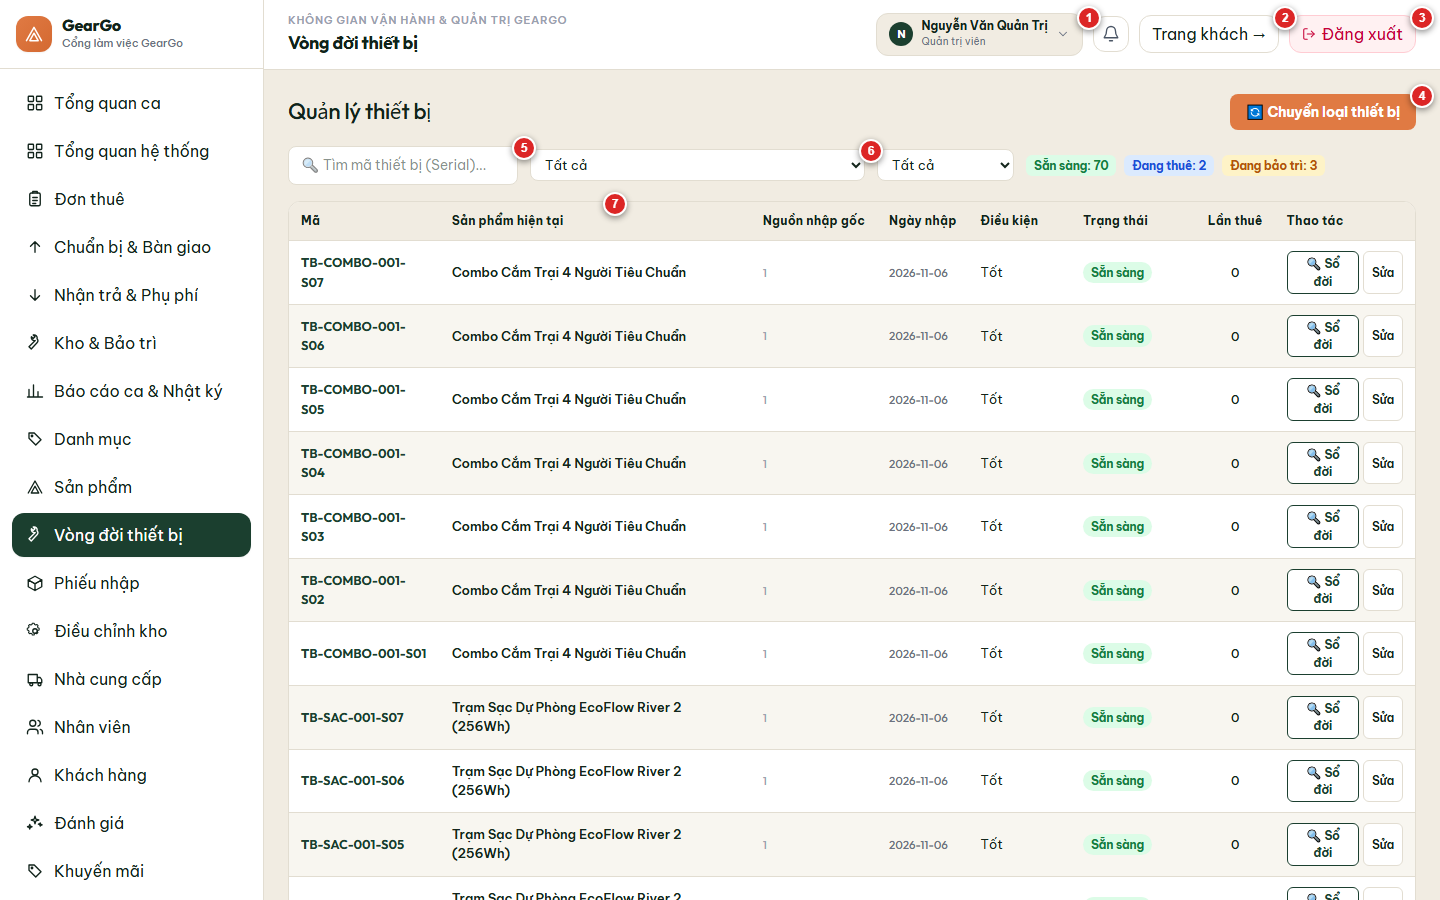 GearGo
Cổng làm việc GearGo
Tổng quan ca
Tổng quan hệ thống
Đơn thuê
Chuẩn bị & Bàn giao
Nhận trả & Phụ phí
Kho & Bảo trì
Báo cáo ca & Nhật ký
Danh mục
Sản phẩm
Vòng đời thiết bị
Phiếu nhập
Điều chỉnh kho
Nhà cung cấp
Nhân viên
Khách hàng
Đánh giá
Khuyến mãi
KHÔNG GIAN VẬN HÀNH & QUẢN TRỊ GEARGO
Vòng đời thiết bị
N
Nguyễn Văn Quản Trị
Quản trị viên
1
Trang khách →
2
Đăng xuất
3
Quản lý thiết bị
Chuyển loại thiết bị
4
Tìm mã thiết bị (Serial)...
5
Tất cả
6
Tất cả
Sẵn sàng: 70
Đang thuê: 2
Đang bảo trì: 3
7
Mã Sản phẩm hiện tại Nguồn nhập gốc Ngày nhập Điều kiện Trạng thái Lần thuê Thao tác
TB-COMBO-001-
S07
Combo Cắm Trại 4 Người Tiêu Chuẩn 1 2026-11-06 Tốt Sẵn sàng 0
Sổ
đời
Sửa
TB-COMBO-001-
S06
Combo Cắm Trại 4 Người Tiêu Chuẩn 1 2026-11-06 Tốt Sẵn sàng 0
Sổ
đời
Sửa
TB-COMBO-001-
S05
Combo Cắm Trại 4 Người Tiêu Chuẩn 1 2026-11-06 Tốt Sẵn sàng 0
Sổ
đời
Sửa
TB-COMBO-001-
S04
Combo Cắm Trại 4 Người Tiêu Chuẩn 1 2026-11-06 Tốt Sẵn sàng 0
Sổ
đời
Sửa
TB-COMBO-001-
S03
Combo Cắm Trại 4 Người Tiêu Chuẩn 1 2026-11-06 Tốt Sẵn sàng 0
Sổ
đời
Sửa
TB-COMBO-001-
S02
Combo Cắm Trại 4 Người Tiêu Chuẩn 1 2026-11-06 Tốt Sẵn sàng 0
Sổ
đời
Sửa
TB-COMBO-001-S01 Combo Cắm Trại 4 Người Tiêu Chuẩn 1 2026-11-06 Tốt Sẵn sàng 0
Sổ
đời
Sửa
TB-SAC-001-S07
Trạm Sạc Dự Phòng EcoFlow River 2
(256Wh)
1 2026-11-06 Tốt Sẵn sàng 0
Sổ
đời
Sửa
TB-SAC-001-S06
Trạm Sạc Dự Phòng EcoFlow River 2
(256Wh)
1 2026-11-06 Tốt Sẵn sàng 0
Sổ
đời
Sửa
TB-SAC-001-S05
Trạm Sạc Dự Phòng EcoFlow River 2
(256Wh)
1 2026-11-06 Tốt Sẵn sàng 0
Sổ
đời
Sửa
Trạm Sạc Dự Phòng EcoFlow River 2
Sổ